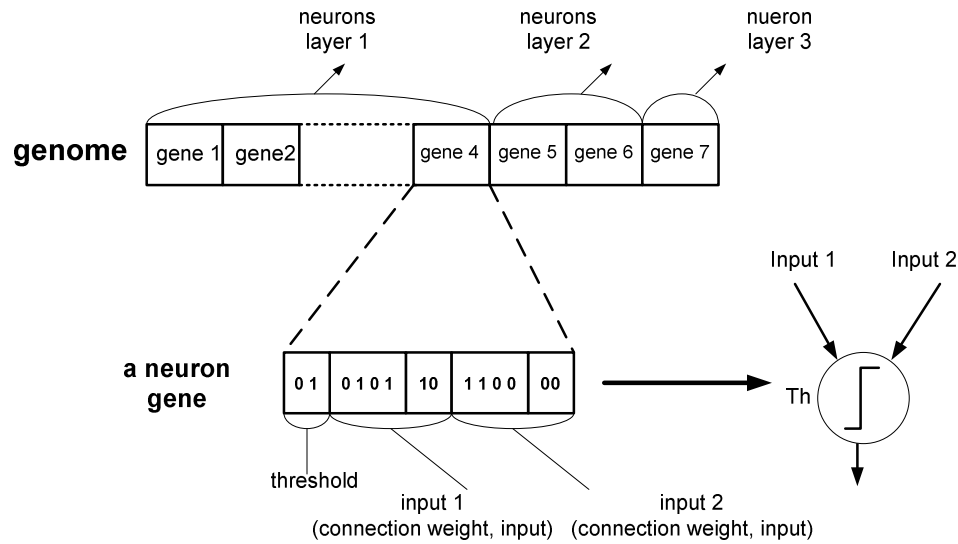 neurons
layer 1
neurons
layer 2
nueron
layer 3
genome
gene 1
gene2
gene 4
gene 5
gene 6
gene 7
Input 1
Input 2
a neuron
gene
0 1
0 1 0 1
10
1 1 0 0
00
Th
threshold
input 1
(connection weight, input)
input 2
(connection weight, input)